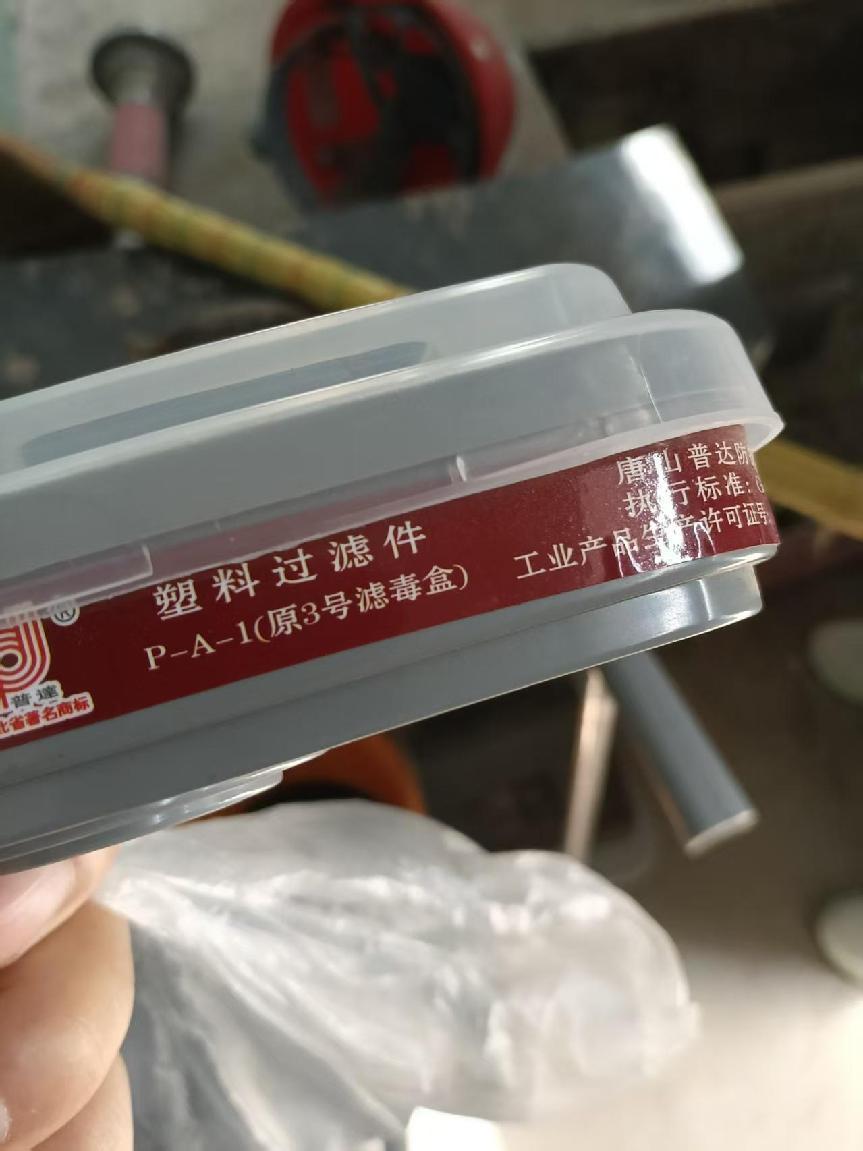 塑料过滤件
P-A-1(原3号滤毒盒)
唐山普达防
执行标准:
工业产品生产许可证号
®
普達
北省著名商标